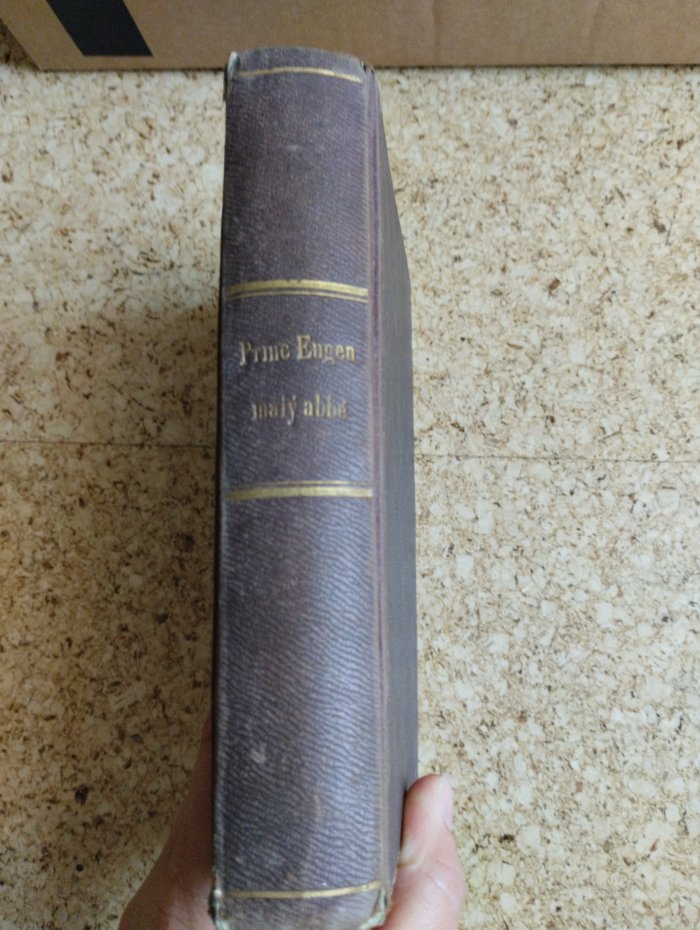 Princ Eugen
malý abbé